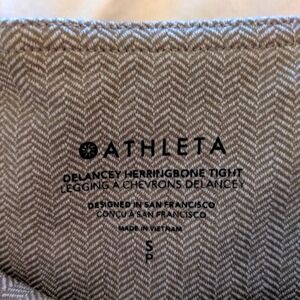 ATHLETA
DELANCEY HERRINGBONE TIGHT
LEGGING À CHEVRONS DELANCEY
DESIGNED IN SAN FRANCISCO
CONÇU À SAN FRANCISCO
MADE IN VIETNAM
S
P